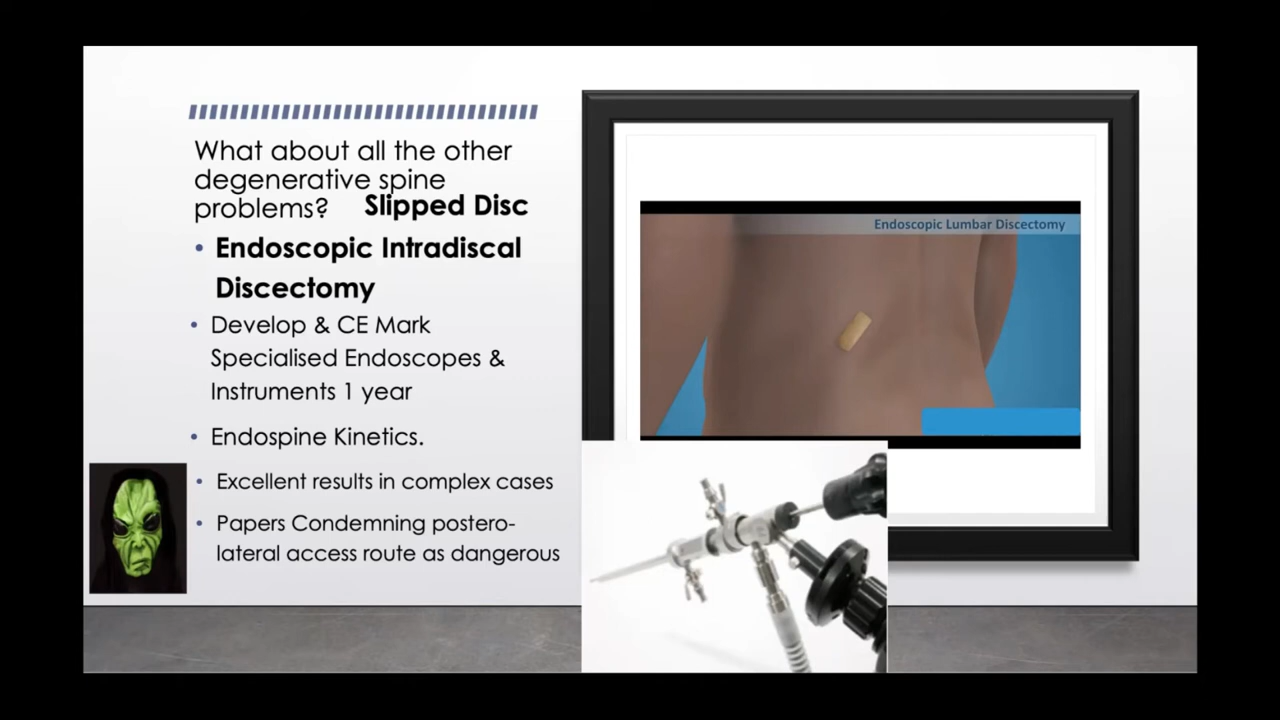 What about all the other
degenerative spine
problems? Slipped Disc
• Endoscopic Intradiscal
Discectomy
• Develop & CE Mark
Specialised Endoscopes &
Instruments 1 year
• Endospine Kinetics.
• Excellent results in complex cases
• Papers Condemning postero-
lateral access route as dangerous
Endoscopic Lumbar Discectomy